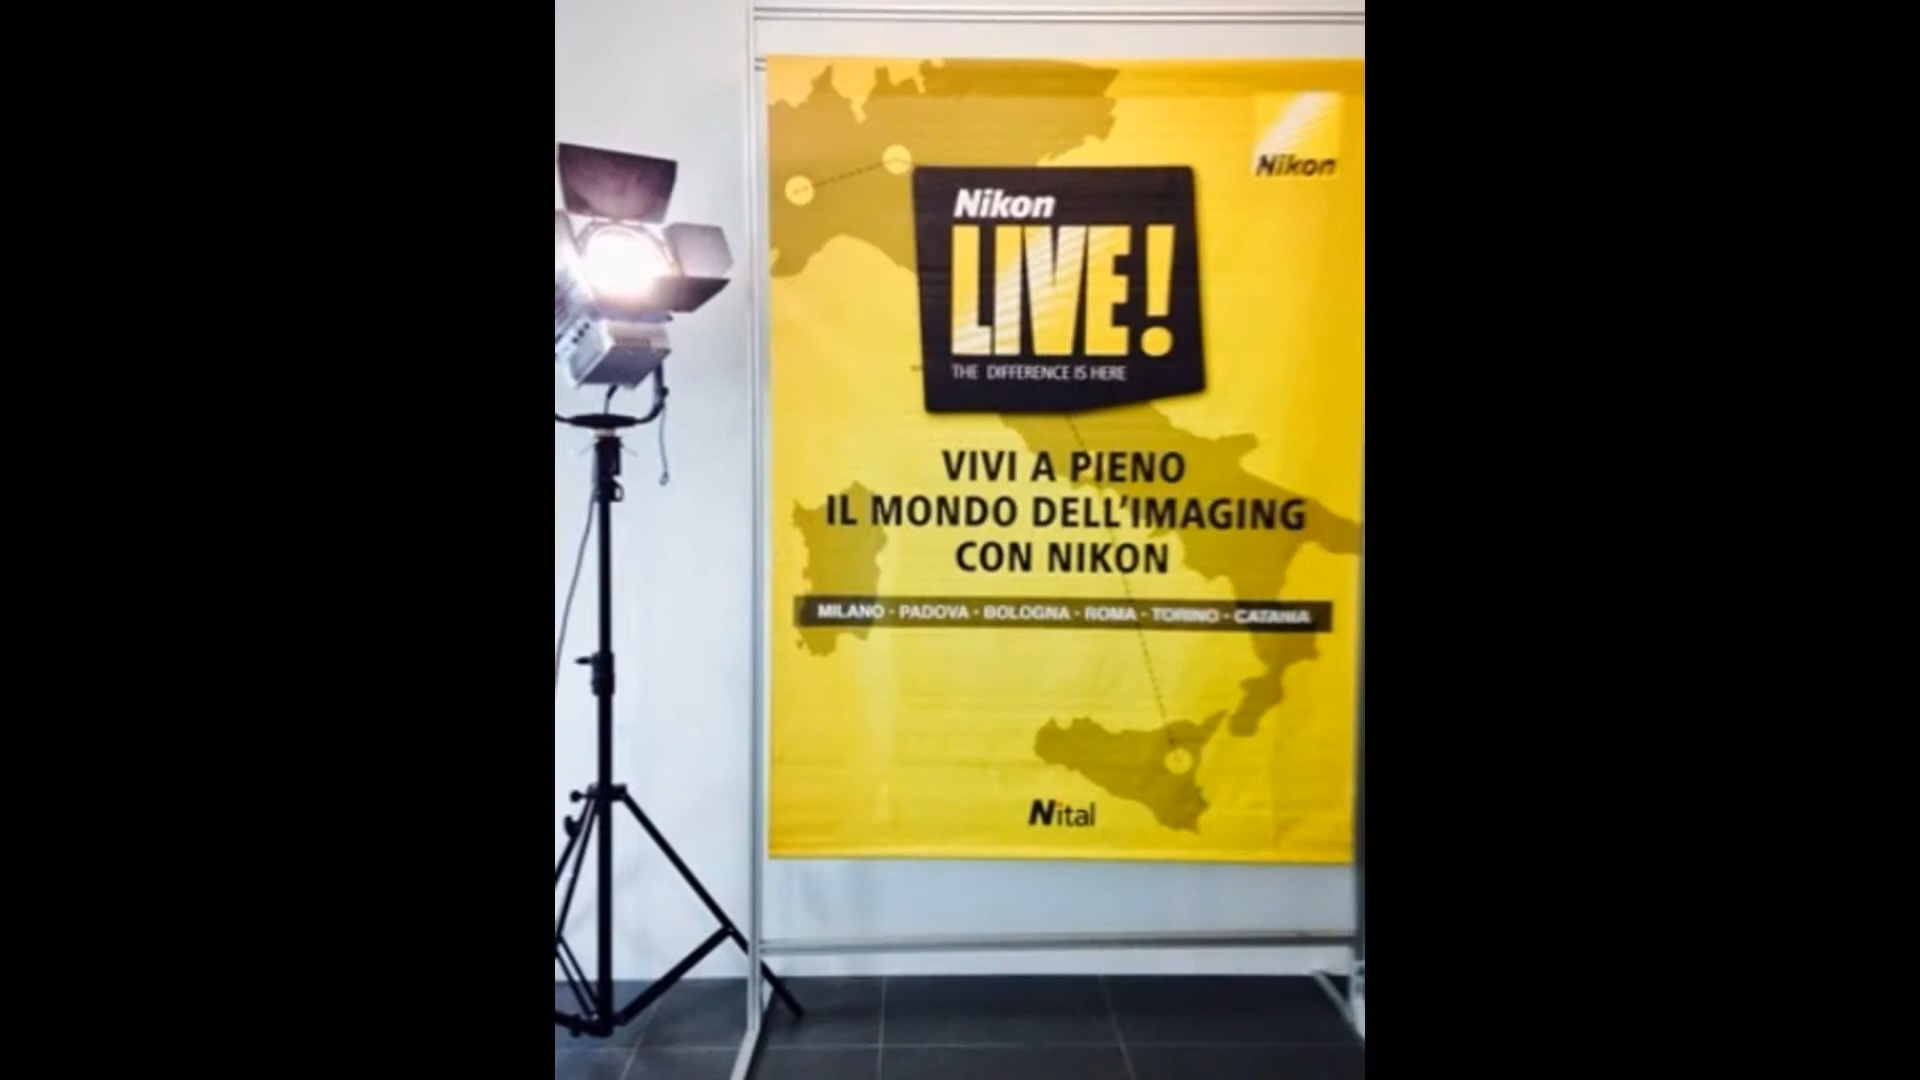 Nikon
Nikon
LIVE!
THE DIFFERENCE IS HERE
VIVI A PIENO
IL MONDO DELL'IMAGING
CON NIKON
MILANO - PADOVA - BOLOGNA - ROMA - TORINO - CATANIA
Nital